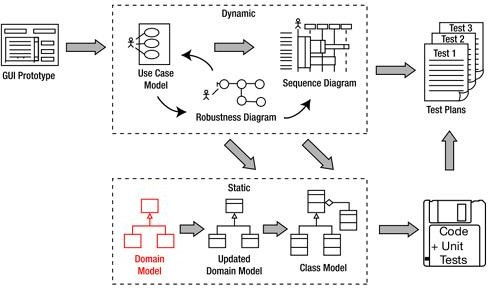 Dynamic
GUI Prototype
Use Case
Model
Robustness Diagram
Sequence Diagram
Test 3
Test 2
Test 1
Test Plans
Static
Domain
Model
Updated
Domain Model
Class Model
Code
+ Unit
Tests